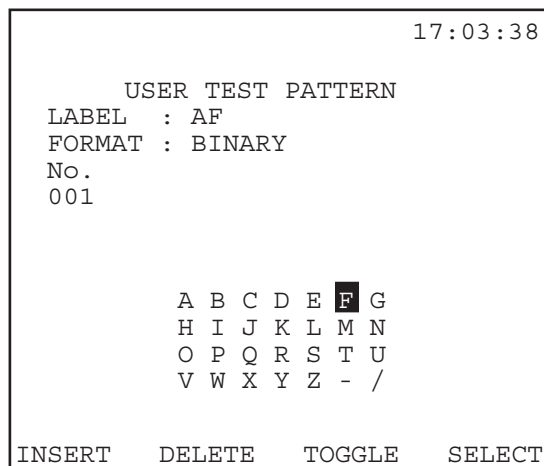 17:03:38
USER TEST PATTERN
LABEL : AF
FORMAT : BINARY
No.
001
A B C D E F G
H I J K L M N
O P Q R S T U
V W X Y Z - /
INSERT DELETE TOGGLE SELECT